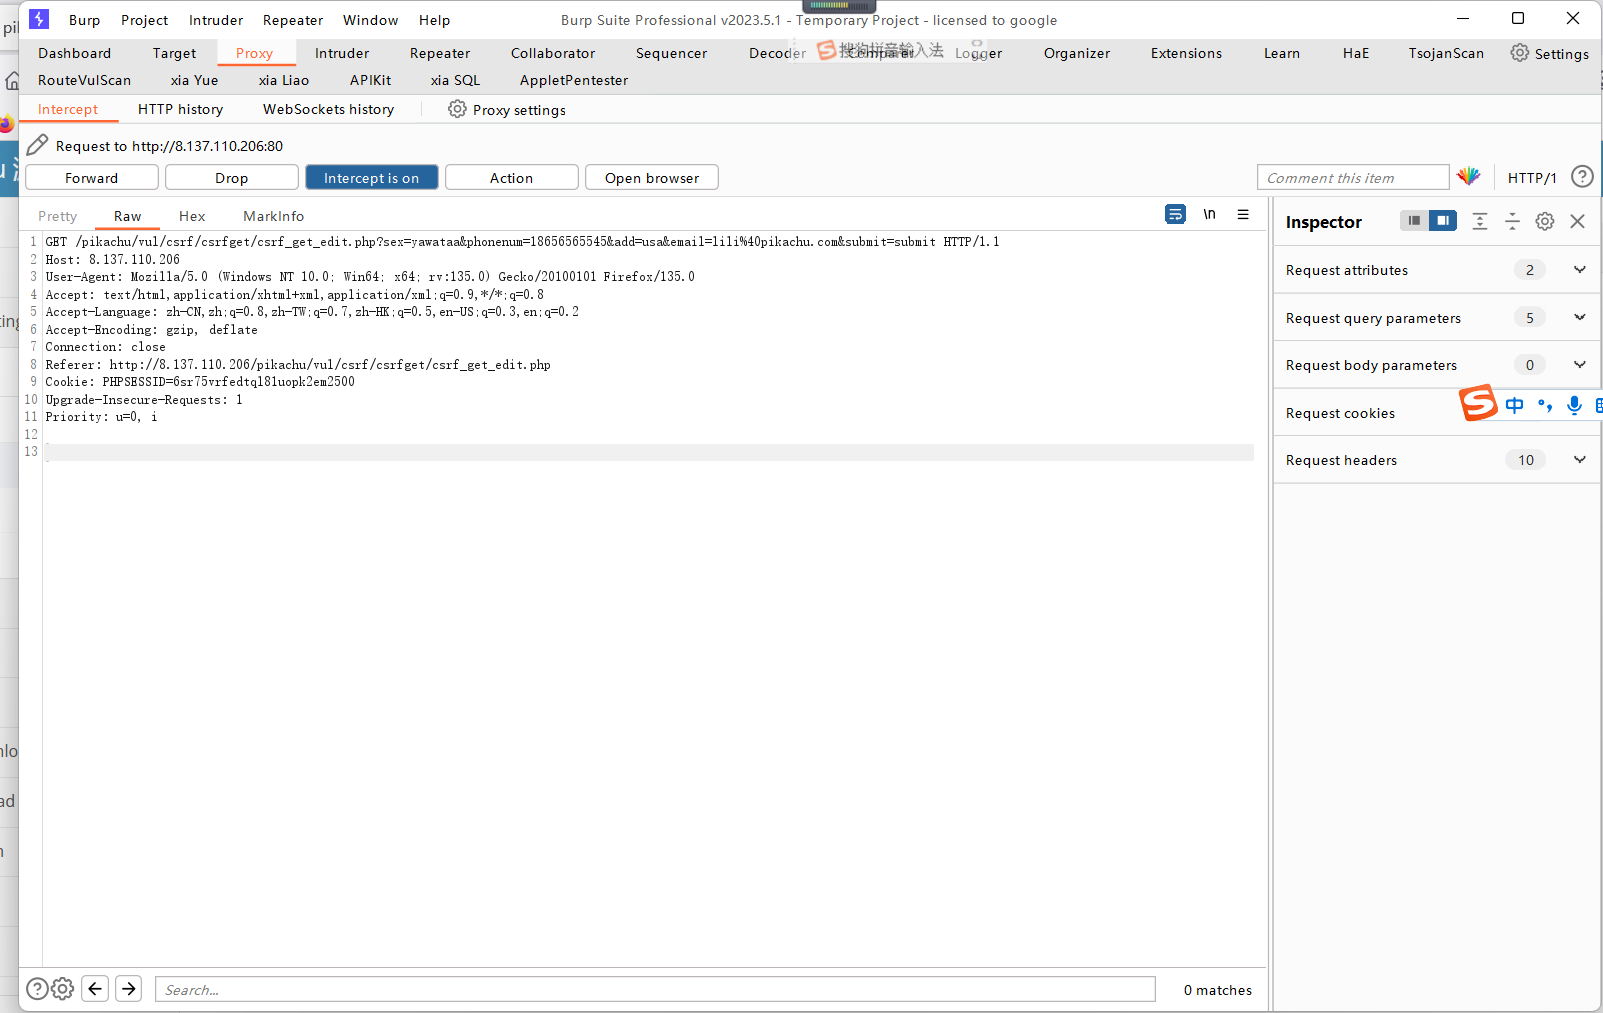 Burp Project Intruder Repeater Window Help Burp Suite Professional v2023.5.1 - Temporary Project - licensed to google
Dashboard Target Proxy Intruder Repeater Collaborator Sequencer Decoder Comparer Logger Organizer Extensions Learn HaE TsojanScan Settings
搜狗拼音输入法
RouteVulScan xia Yue xia Liao APIKit xia SQL AppletPentester
Intercept HTTP history WebSockets history Proxy settings
Request to http://8.137.110.206:80
Forward Drop Intercept is on Action Open browser Comment this item HTTP/1 ?
Pretty Raw Hex MarkInfo \n
Inspector
1 GET /pikachu/vul/csrf/csrfget/csrf_get_edit.php?sex=yawataa&phonenum=18656565545&add=usa&email=lili%40pikachu.com&submit=submit HTTP/1.1
2 Host: 8.137.110.206
3 User-Agent: Mozilla/5.0 (Windows NT 10.0; Win64; x64; rv:135.0) Gecko/20100101 Firefox/135.0
4 Accept: text/html,application/xhtml+xml,application/xml;q=0.9,*/*;q=0.8
5 Accept-Language: zh-CN,zh;q=0.8,zh-TW;q=0.7,zh-HK;q=0.5,en-US;q=0.3,en;q=0.2
6 Accept-Encoding: gzip, deflate
7 Connection: close
8 Referer: http://8.137.110.206/pikachu/vul/csrf/csrfget/csrf_get_edit.php
9 Cookie: PHPSESSID=6sr75vrfedtql81uopk2em2500
10 Upgrade-Insecure-Requests: 1
11 Priority: u=0, i
12
13
Request attributes 2
Request query parameters 5
Request body parameters 0
Request cookies
S 中 °,
Request headers 10
? Search... 0 matches